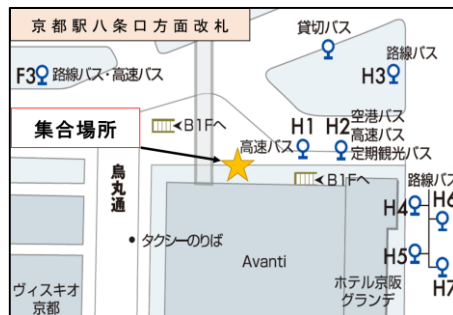 京都駅八条口方面改札
貸切バス
路線バス
F3
路線バス・高速バス
H3
集合場所
B1Fへ
H1
H2
空港バス
高速バス
定期観光バス
高速バス
B1Fへ
路線バス
烏丸通
H4
H6
タクシーのりば
Avanti
H5
ホテル京阪
グランデ
H7
ヴィスキオ
京都